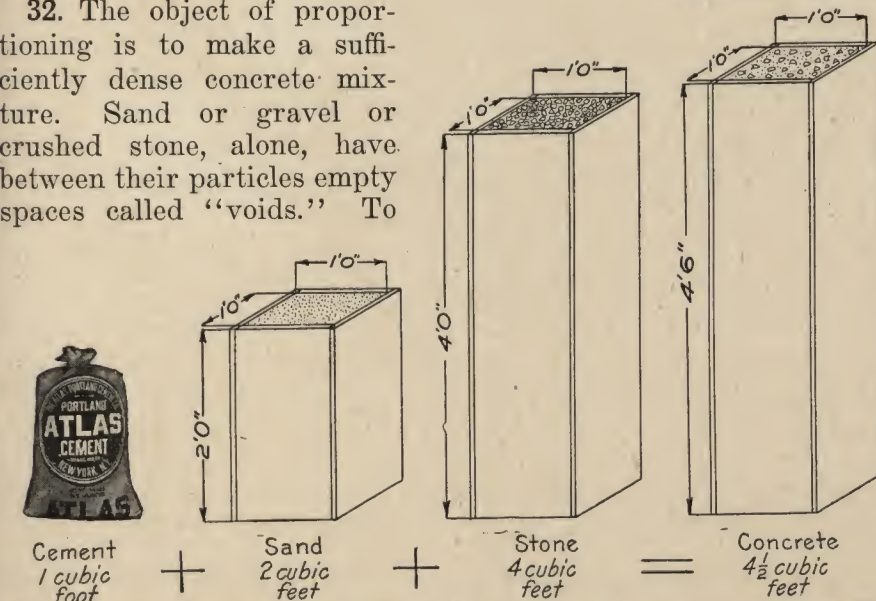 32. The object of propor-
tioning is to make a suffi-
ciently dense concrete mix-
ture. Sand or gravel or
crushed stone, alone, have
between their particles empty
spaces called “voids.” To
1'0"
1'0"
2'0"
1'0"
1'0"
4'0"
1'0"
1'0"
4'6"
PORTLAND
ATLAS
CEMENT
NEW YORK, N.Y.
ATLAS
Cement
1 cubic
foot
+
Sand
2 cubic
feet
+
Stone
4 cubic
feet
=
Concrete
4½ cubic
feet